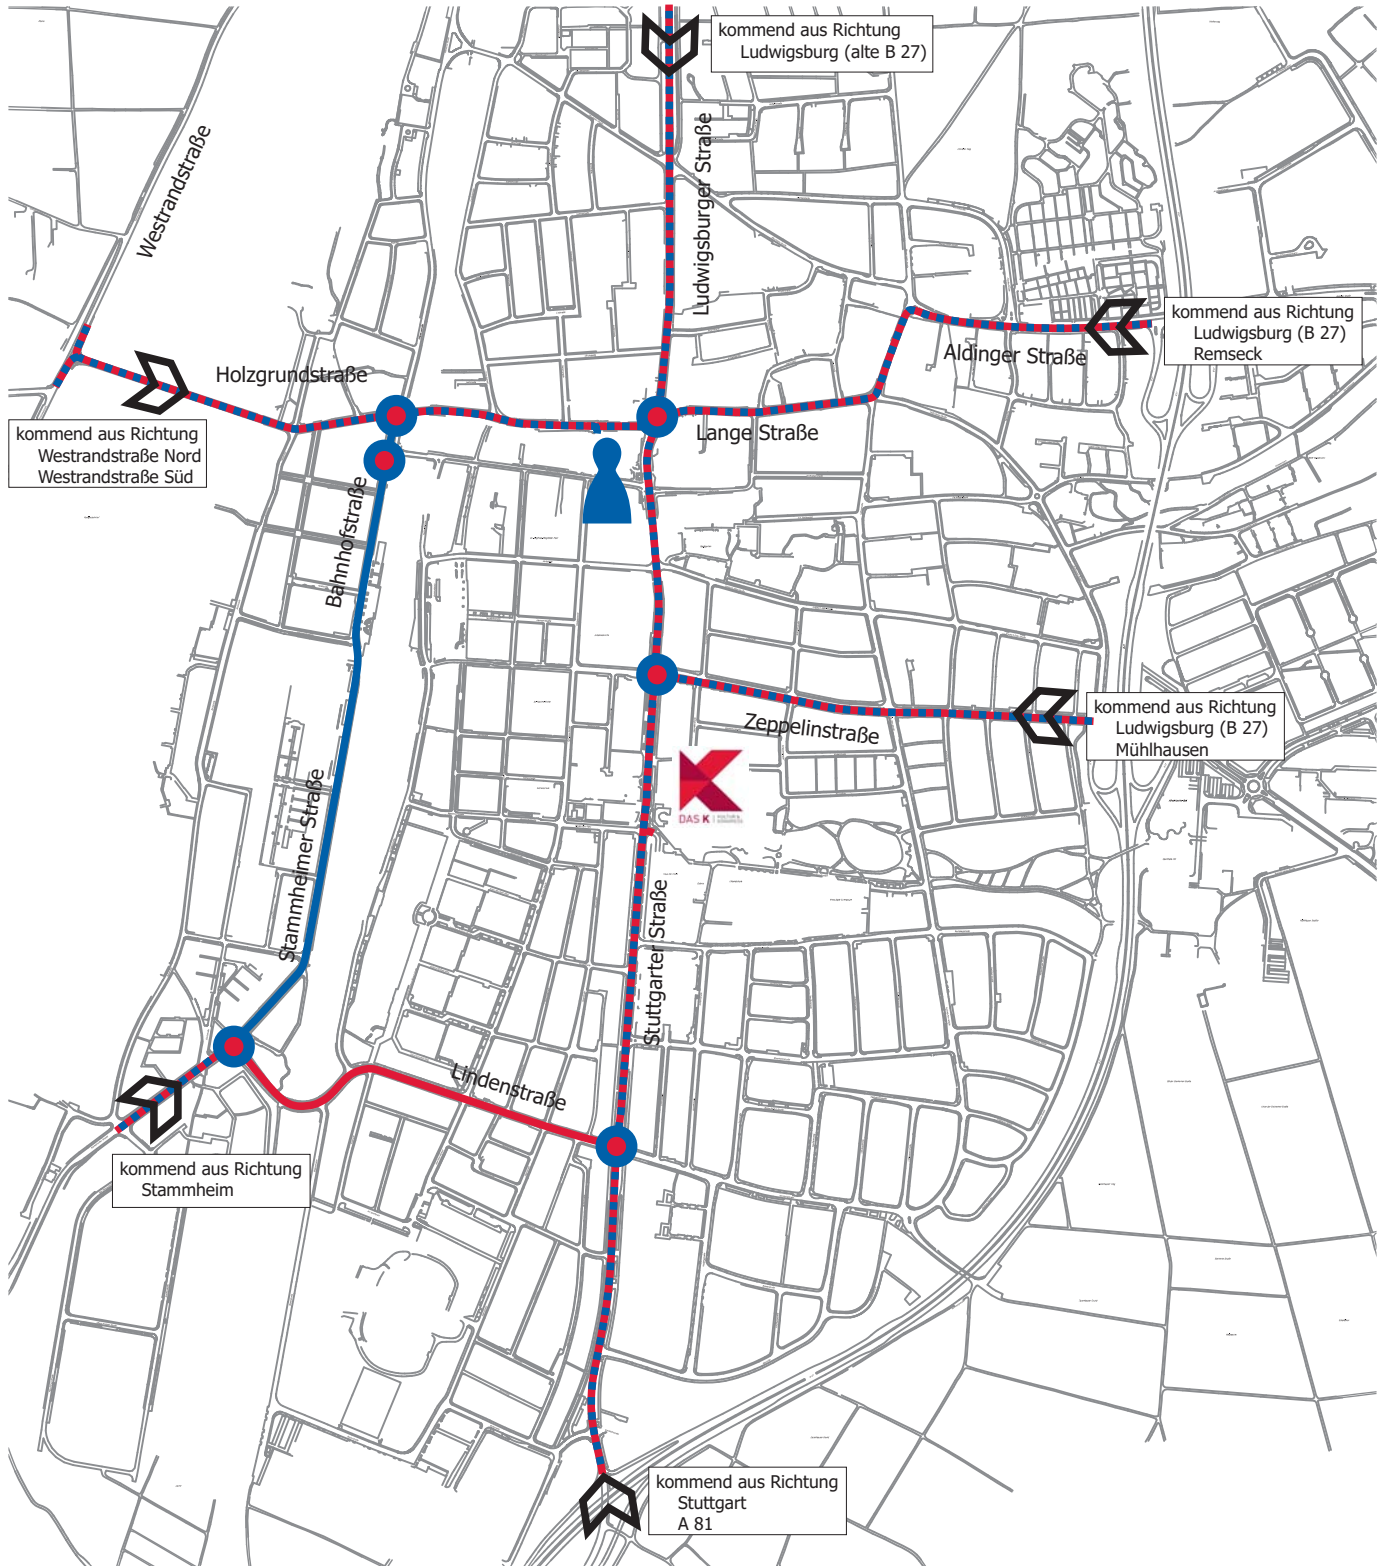 kommend aus Richtung
Ludwigsburg (alte B 27)
Westrandstraße
Ludwigsburger Straße
kommend aus Richtung
Ludwigsburg (B 27)
Remseck
Aldinger Straße
Holzgrundstraße
kommend aus Richtung
Westrandstraße Nord
Westrandstraße Süd
Lange Straße
Bahnhofstraße
kommend aus Richtung
Ludwigsburg (B 27)
Mühlhausen
Zeppelinstraße
DAS K
Stammheimer Straße
Stuttgarter Straße
Lindenstraße
kommend aus Richtung
Stammheim
kommend aus Richtung
Stuttgart
A 81